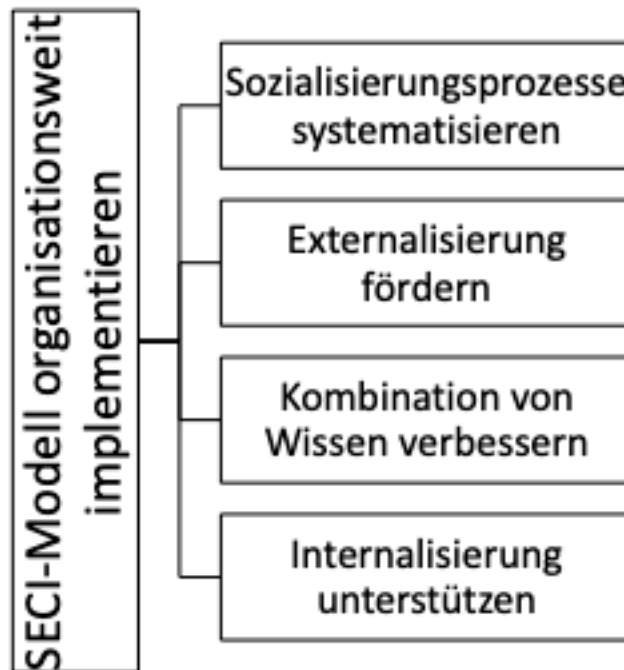 SECI-Modell organisationsweit
implementieren
Sozialisierungsprozesse
systematisieren
Externalisierung
fördern
Kombination von
Wissen verbessern
Internalisierung
unterstützen